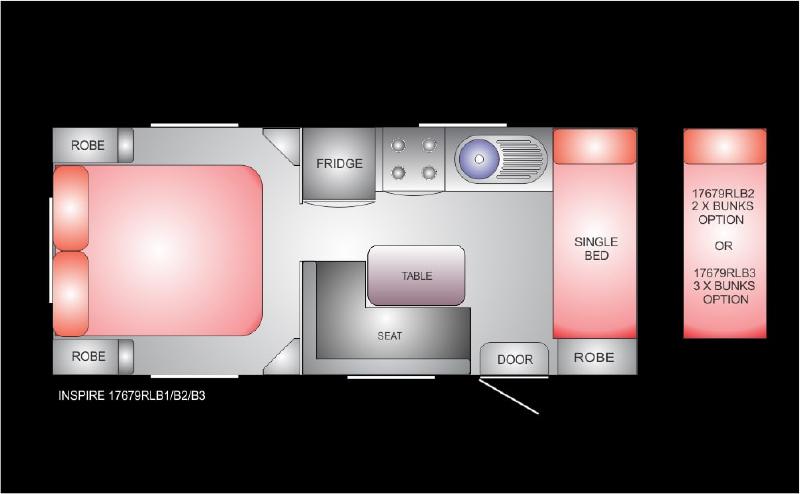 ROBE
FRIDGE
17679RLB2
2 X BUNKS
OPTION
OR
17679RLB3
3 X BUNKS
OPTION
SINGLE
BED
TABLE
SEAT
ROBE
DOOR
ROBE
INSPIRE 17679RLB1/B2/B3